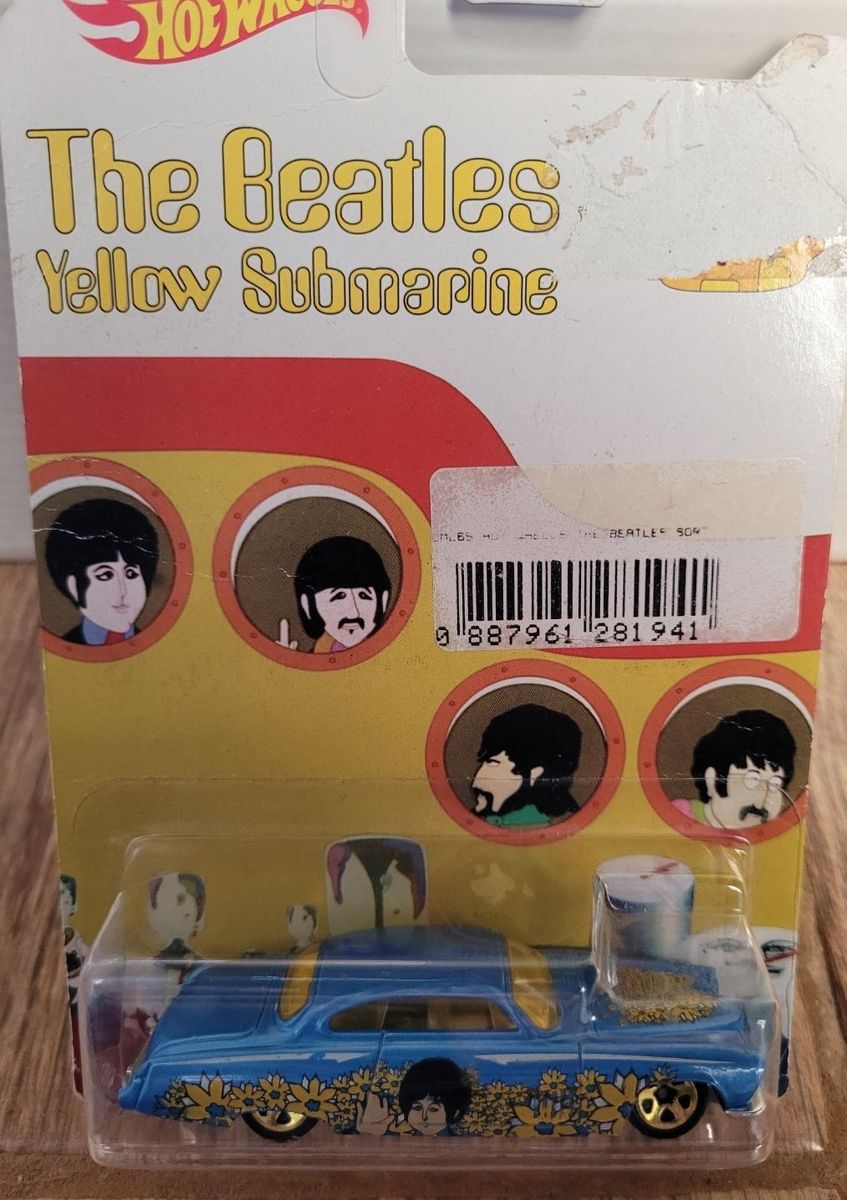 HOT WHEELS
The Beatles
Yellow Submarine
THE BEATLES
0 887961 281941